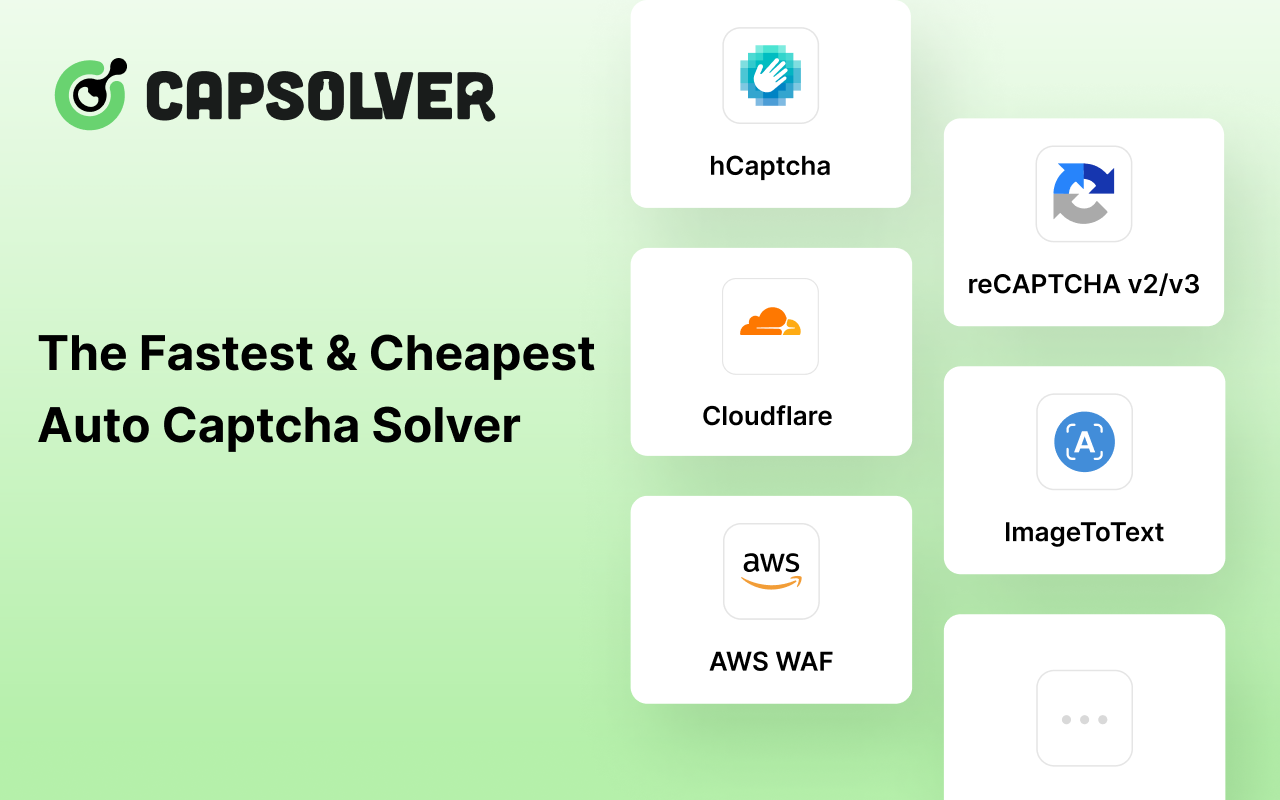 CAPSOLVER
The Fastest & Cheapest
Auto Captcha Solver
hCaptcha
reCAPTCHA v2/v3
Cloudflare
A
ImageToText
aws
AWS WAF